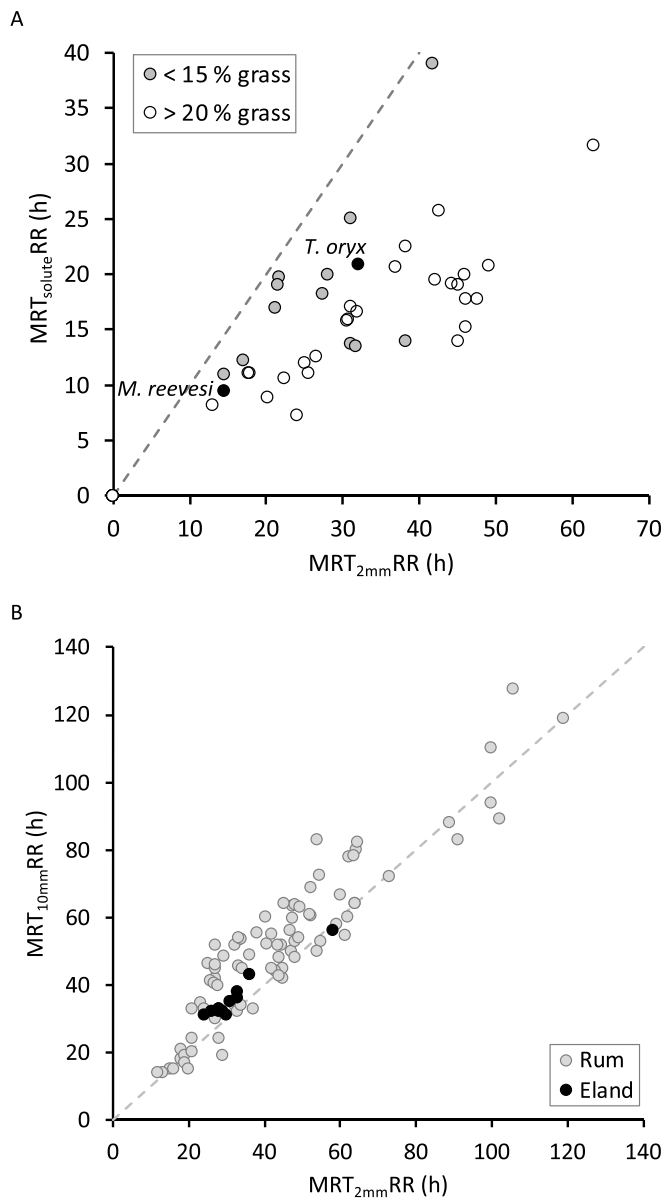 A
40
35
30
25
20
15
10
5
0
MRTsoluteRR (h)
< 15 % grass
> 20 % grass
T. oryx
M. reevesi
0 10 20 30 40 50 60 70
MRT2mmRR (h)
B
140
120
100
80
60
40
20
0
MRT10mmRR (h)
Rum
Eland
0 20 40 60 80 100 120 140
MRT2mmRR (h)